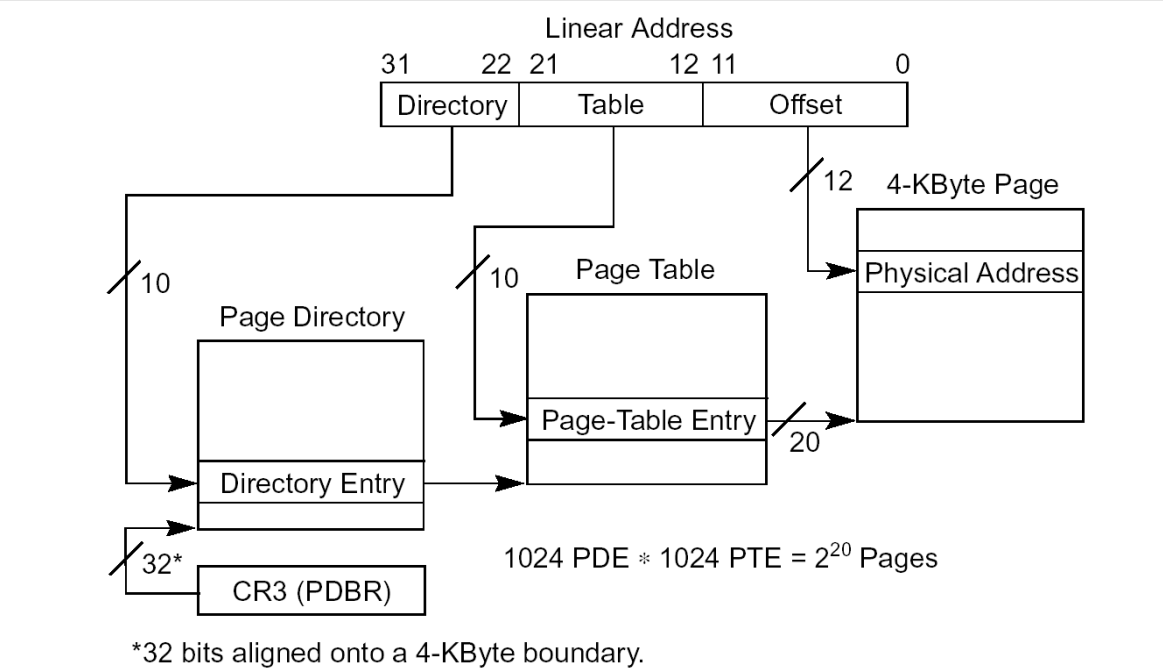 Linear Address
31 22 21 12 11 0
Directory Table Offset
12
4-KByte Page
10
10
Page Table
Physical Address
Page Directory
Page-Table Entry
20
Directory Entry
32*
1024 PDE * 1024 PTE = 2²⁰ Pages
CR3 (PDBR)
*32 bits aligned onto a 4-KByte boundary.